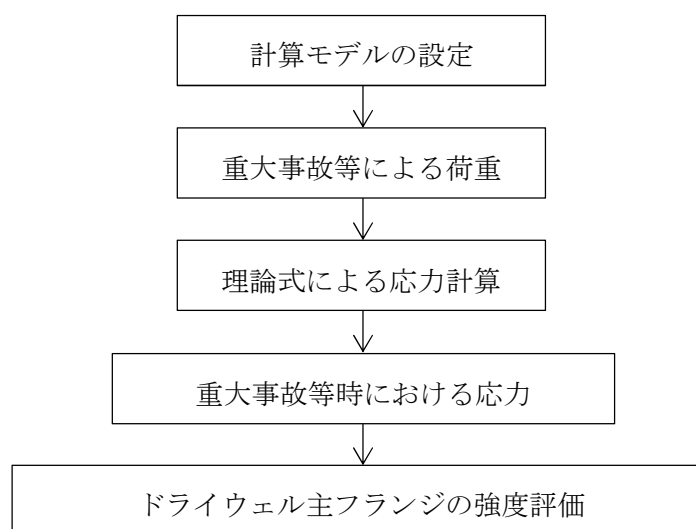 計算モデルの設定
重大事故等による荷重
理論式による応力計算
重大事故等時における応力
ドライウェル主フランジの強度評価